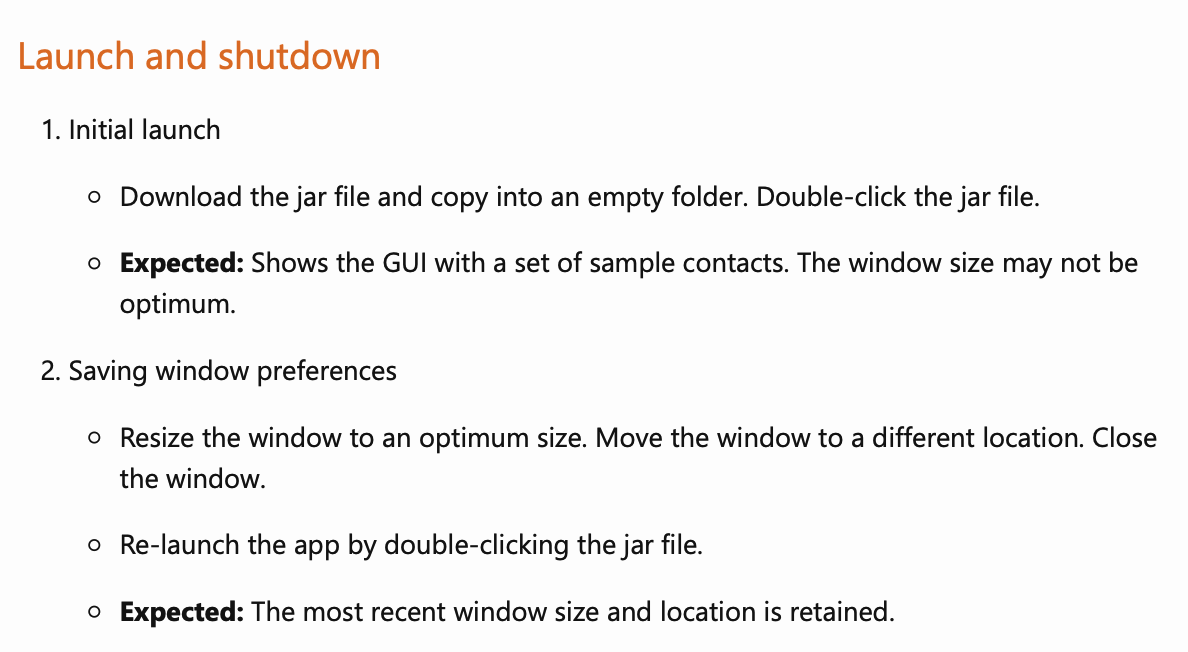 Launch and shutdown
1. Initial launch
Download the jar file and copy into an empty folder. Double-click the jar file.
Expected: Shows the GUI with a set of sample contacts. The window size may not be
optimum.
2. Saving window preferences
Resize the window to an optimum size. Move the window to a different location. Close
the window.
Re-launch the app by double-clicking the jar file.
Expected: The most recent window size and location is retained.